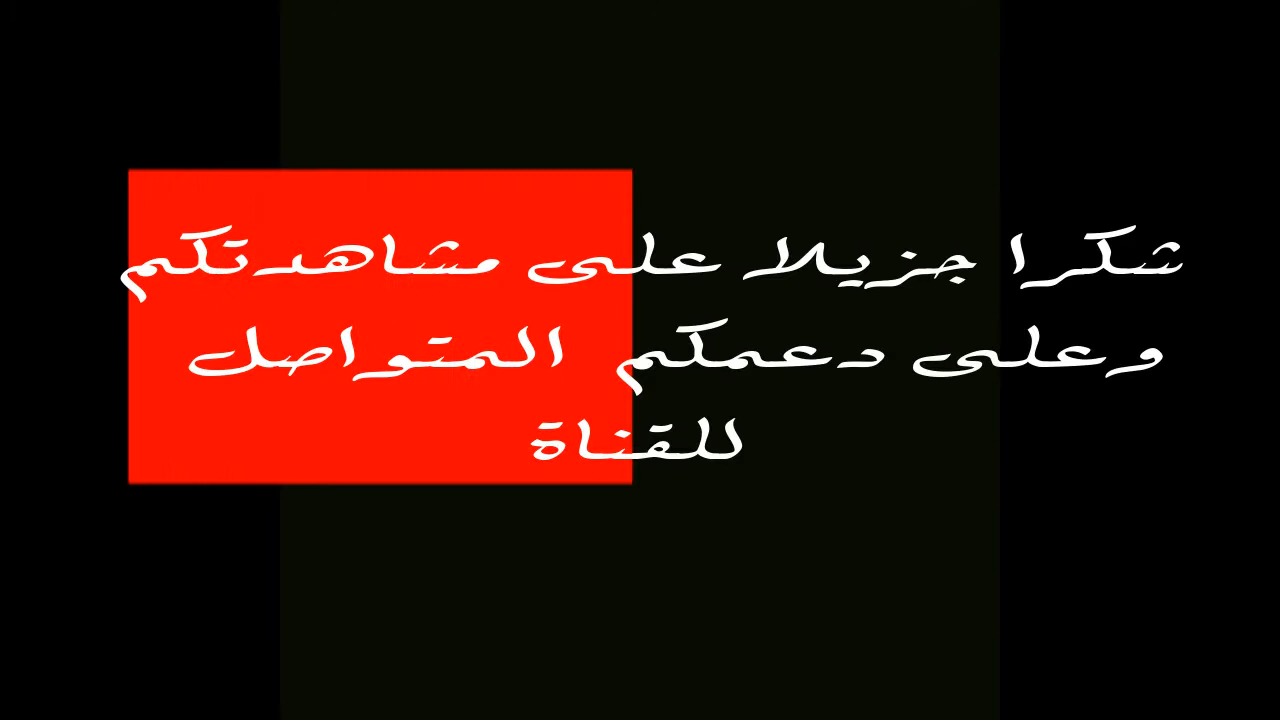 شكرا جزيلا على مشاهدتكم
وعلى دعمكم المتواصل
للقناة